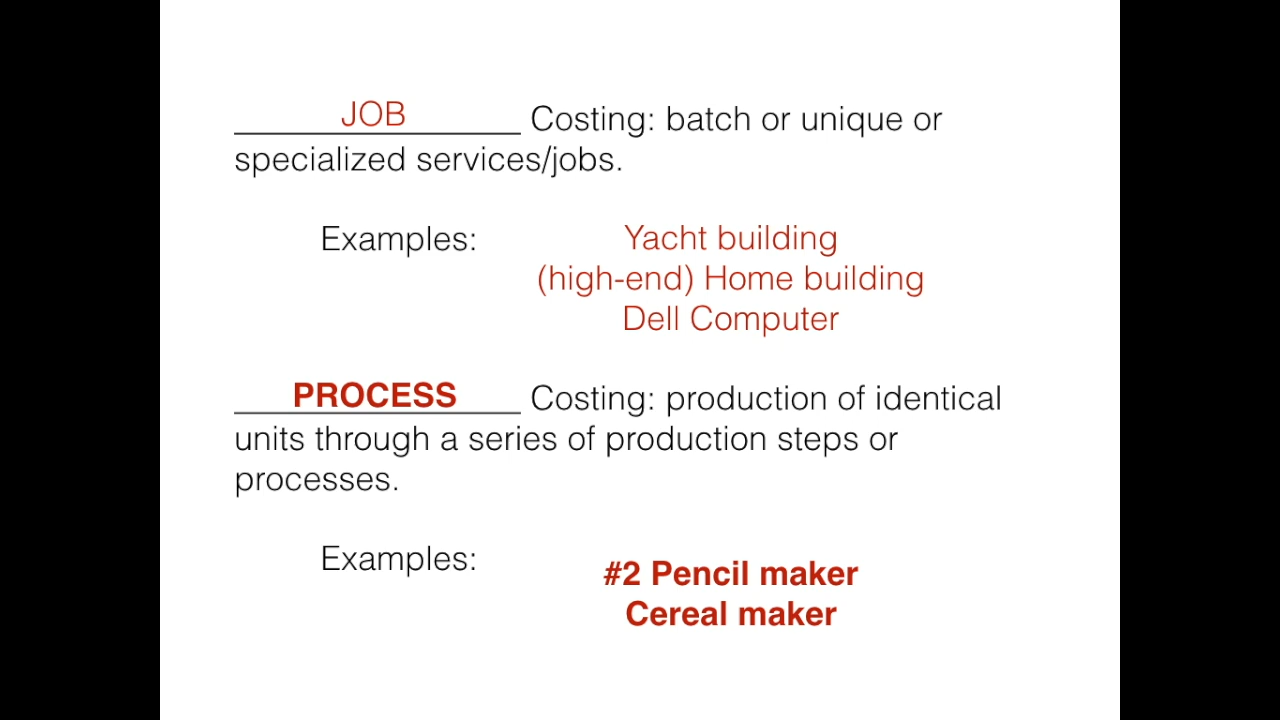 JOB Costing: batch or unique or
specialized services/jobs.
Examples: Yacht building
(high-end) Home building
Dell Computer
PROCESS Costing: production of identical
units through a series of production steps or
processes.
Examples:
#2 Pencil maker
Cereal maker